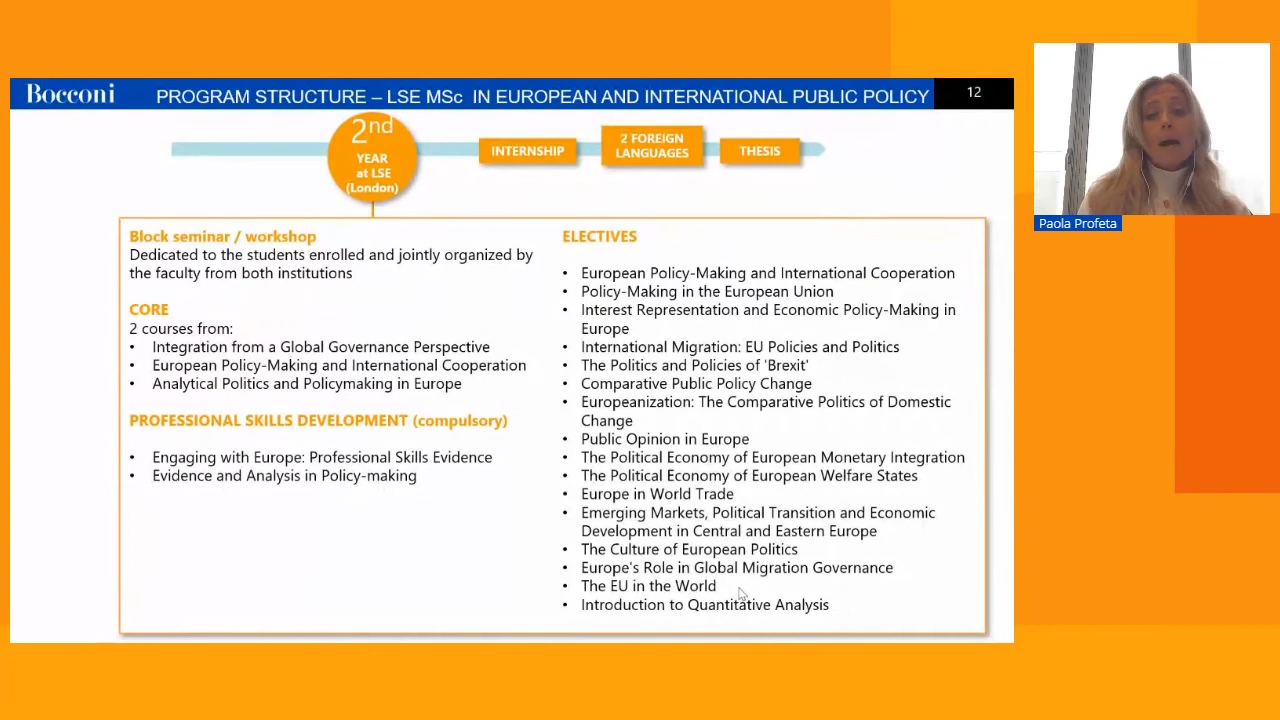 Bocconi
PROGRAM STRUCTURE – LSE MSc IN EUROPEAN AND INTERNATIONAL PUBLIC POLICY
12
2nd
YEAR
at LSE
(London)
INTERNSHIP
2 FOREIGN
LANGUAGES
THESIS
Block seminar / workshop
Dedicated to the students enrolled and jointly organized by
the faculty from both institutions
CORE
2 courses from:
• Integration from a Global Governance Perspective
• European Policy-Making and International Cooperation
• Analytical Politics and Policymaking in Europe
PROFESSIONAL SKILLS DEVELOPMENT (compulsory)
• Engaging with Europe: Professional Skills Evidence
• Evidence and Analysis in Policy-making
ELECTIVES
• European Policy-Making and International Cooperation
• Policy-Making in the European Union
• Interest Representation and Economic Policy-Making in
Europe
• International Migration: EU Policies and Politics
• The Politics and Policies of 'Brexit'
• Comparative Public Policy Change
• Europeanization: The Comparative Politics of Domestic
Change
• Public Opinion in Europe
• The Political Economy of European Monetary Integration
• The Political Economy of European Welfare States
• Europe in World Trade
• Emerging Markets, Political Transition and Economic
Development in Central and Eastern Europe
• The Culture of European Politics
• Europe's Role in Global Migration Governance
• The EU in the World
• Introduction to Quantitative Analysis
Paola Profeta